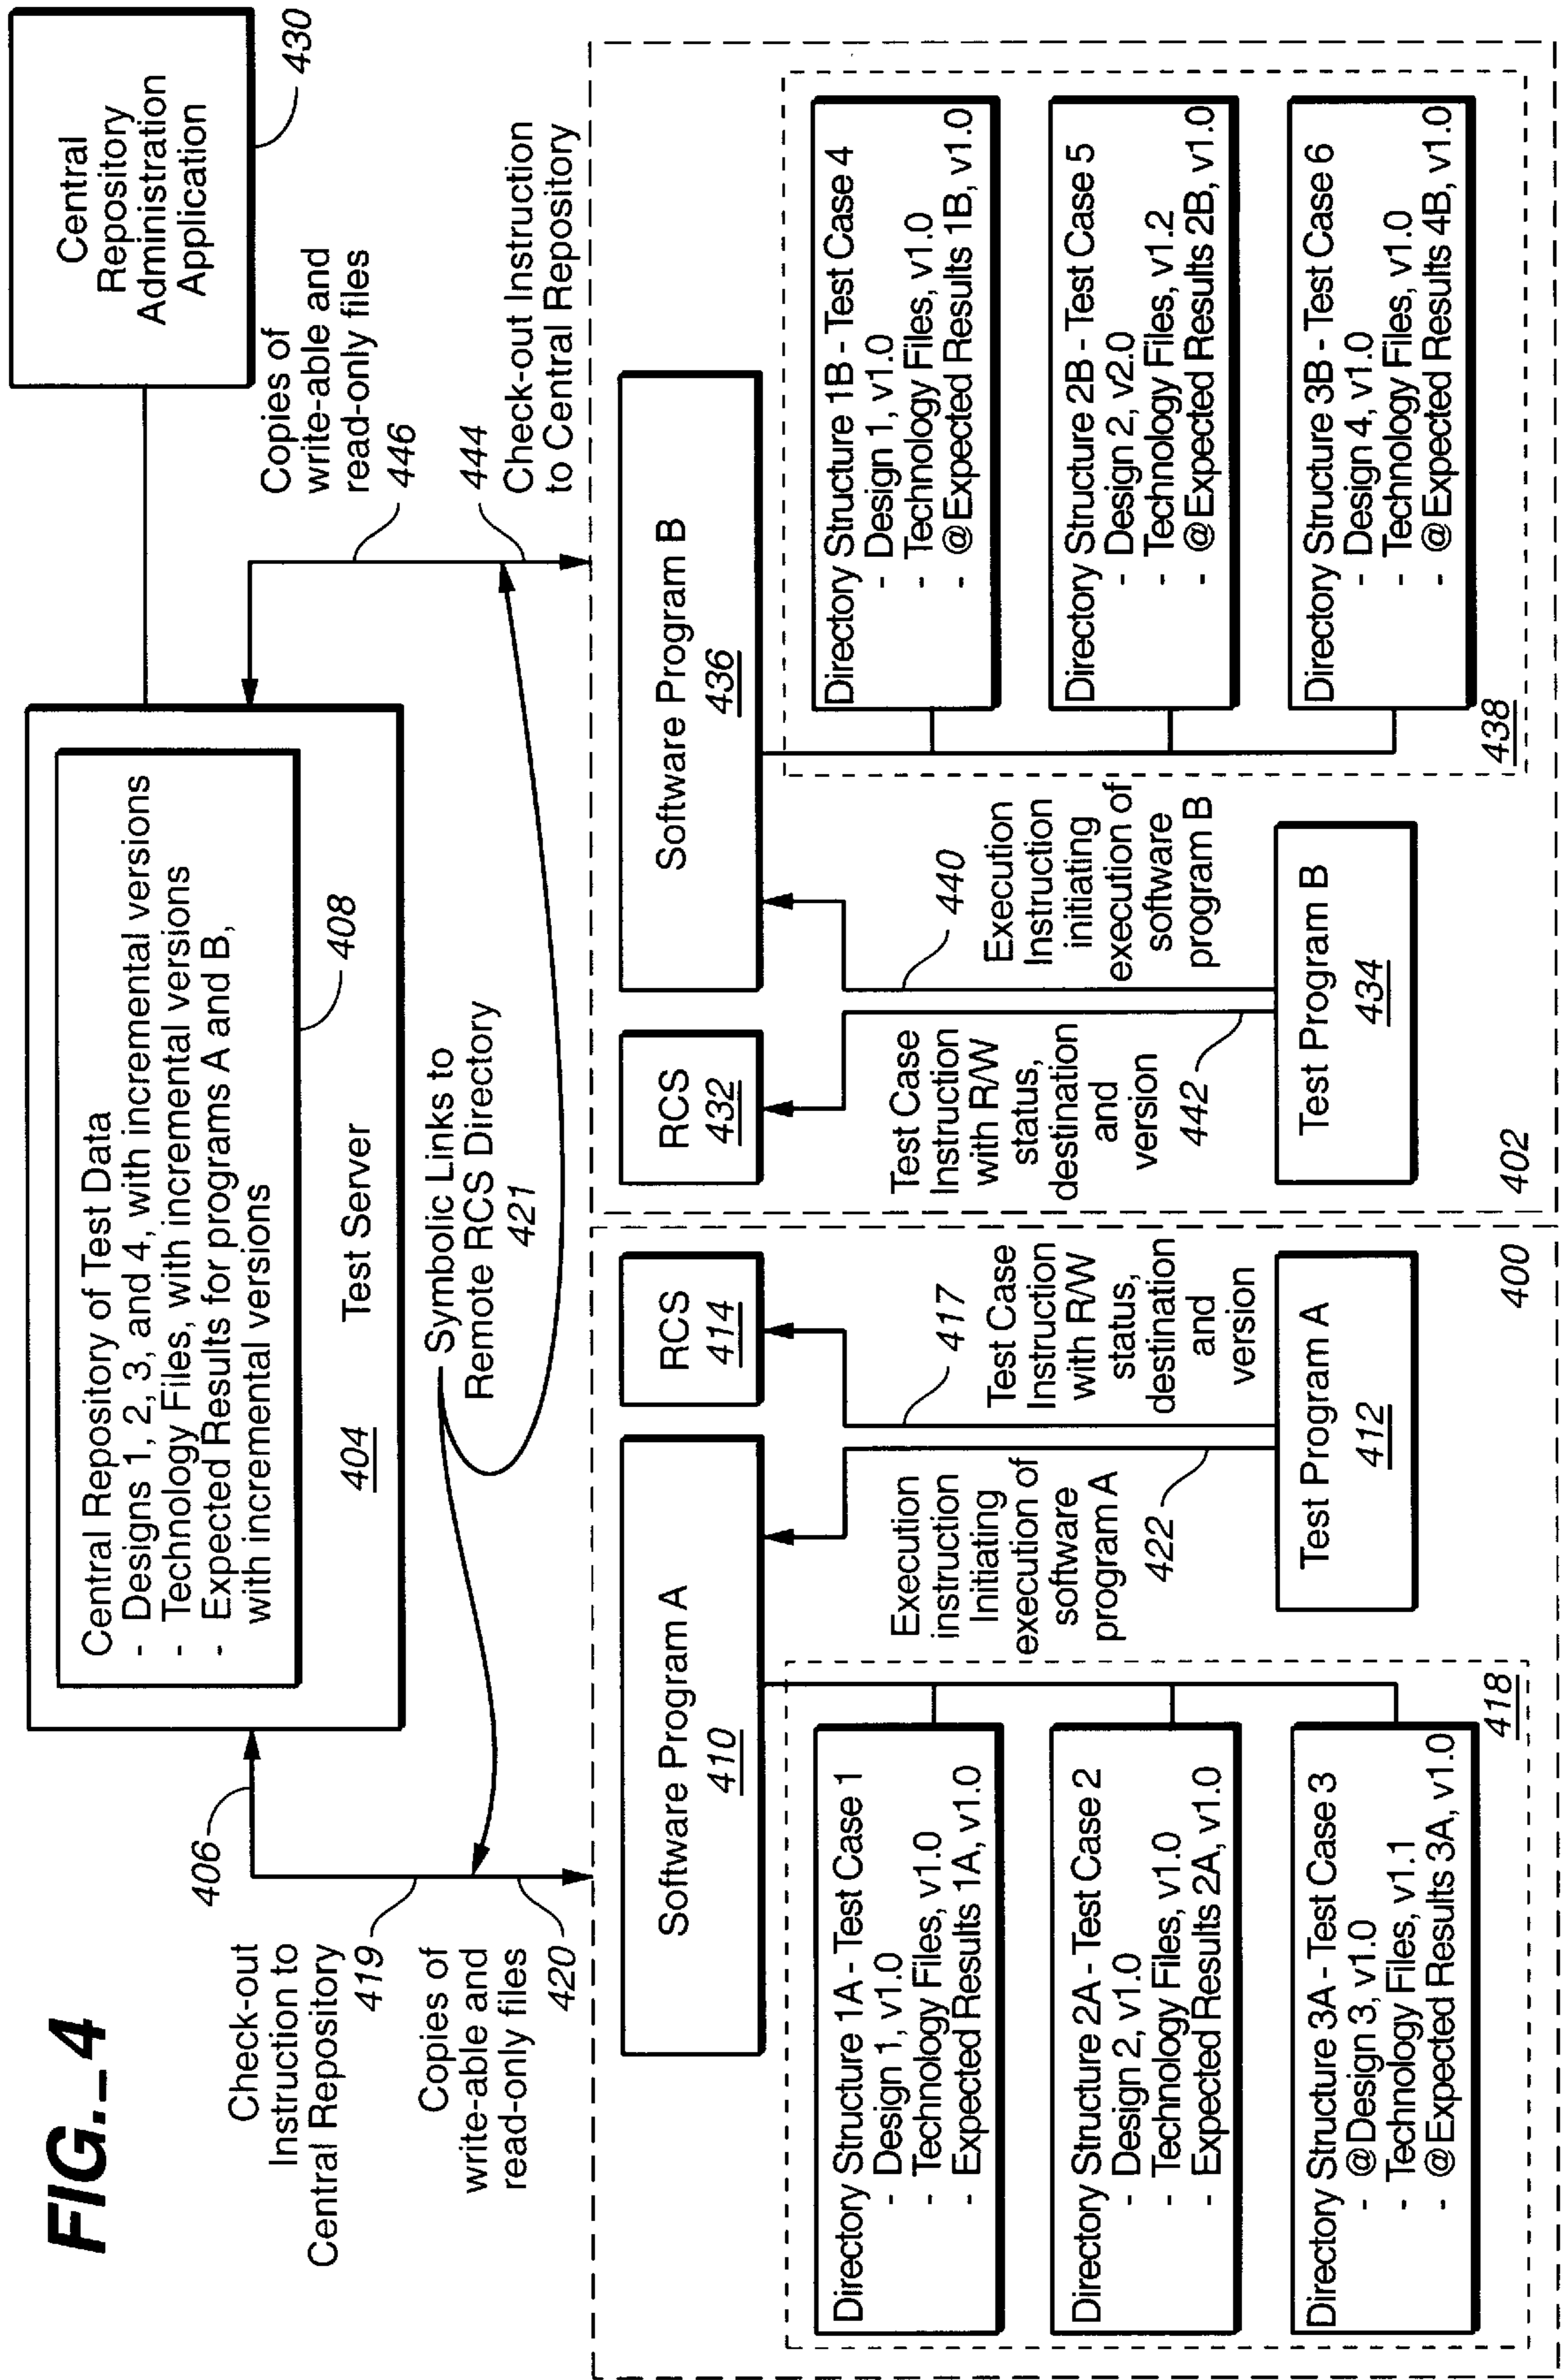 FIG._4
Central
Repository
Administration
Application
430
Central Repository of Test Data
- Designs 1, 2, 3, and 4, with incremental versions
- Technology Files, with incremental versions
- Expected Results for programs A and B,
with incremental versions
408
404
Test Server
406
Check-out
Instruction to
Central Repository
419
Copies of
write-able and
read-only files
420
Symbolic Links to
Remote RCS Directory
421
Copies of
write-able and
read-only files
446
444
Check-out Instruction
to Central Repository
Software Program A
410
RCS
414
Directory Structure 1A - Test Case 1
- Design 1, v1.0
- Technology Files, v1.0
- Expected Results 1A, v1.0
Directory Structure 2A - Test Case 2
- Design 2, v1.0
- Technology Files, v1.0
- Expected Results 2A, v1.0
Directory Structure 3A - Test Case 3
- @Design 3, v1.0
- Technology Files, v1.1
- @Expected Results 3A, v1.0
418
Execution
instruction
Initiating
execution of
software
program A
422
417
Test Case
Instruction
with R/W
status,
destination
and
version
Test Program A
412
400
RCS
432
Software Program B
436
Test Case
Instruction
with R/W
status,
destination
and
version
442
440
Execution
Instruction
initiating
execution of
software
program B
Test Program B
434
402
Directory Structure 1B - Test Case 4
- Design 1, v1.0
- Technology Files, v1.0
- @Expected Results 1B, v1.0
Directory Structure 2B - Test Case 5
- Design 2, v2.0
- Technology Files, v1.2
- @Expected Results 2B, v1.0
Directory Structure 3B - Test Case 6
- Design 4, v1.0
- Technology Files, v1.0
- @Expected Results 4B, v1.0
438